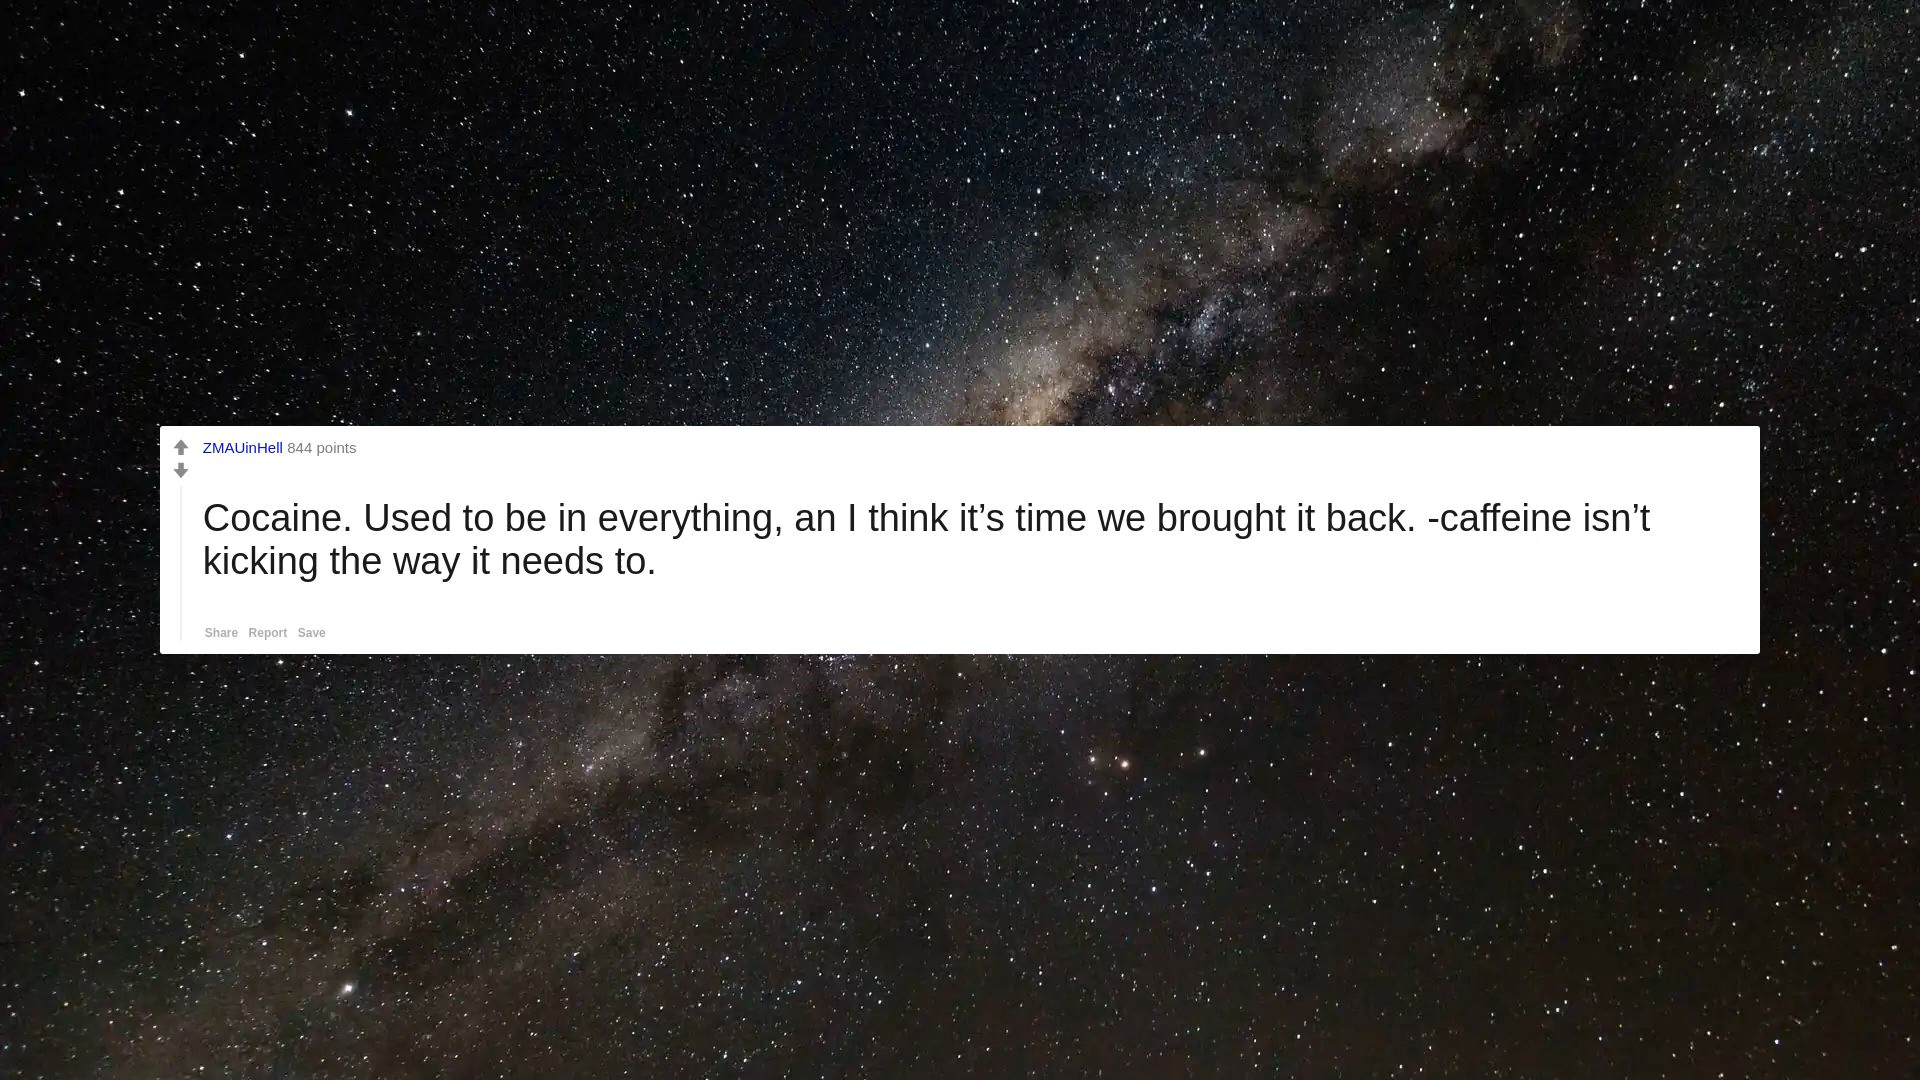 ZMAUinHell 844 points
Cocaine. Used to be in everything, an I think it’s time we brought it back. -caffeine isn’t
kicking the way it needs to.
Share Report Save